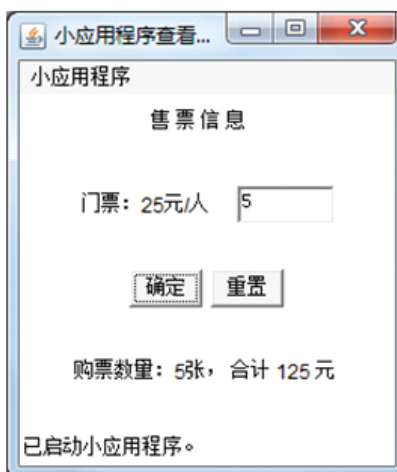 小应用程序查看...
小应用程序
售票信息
门票：25元/人 5
确定 重置
购票数量：5张，合计 125 元
已启动小应用程序。